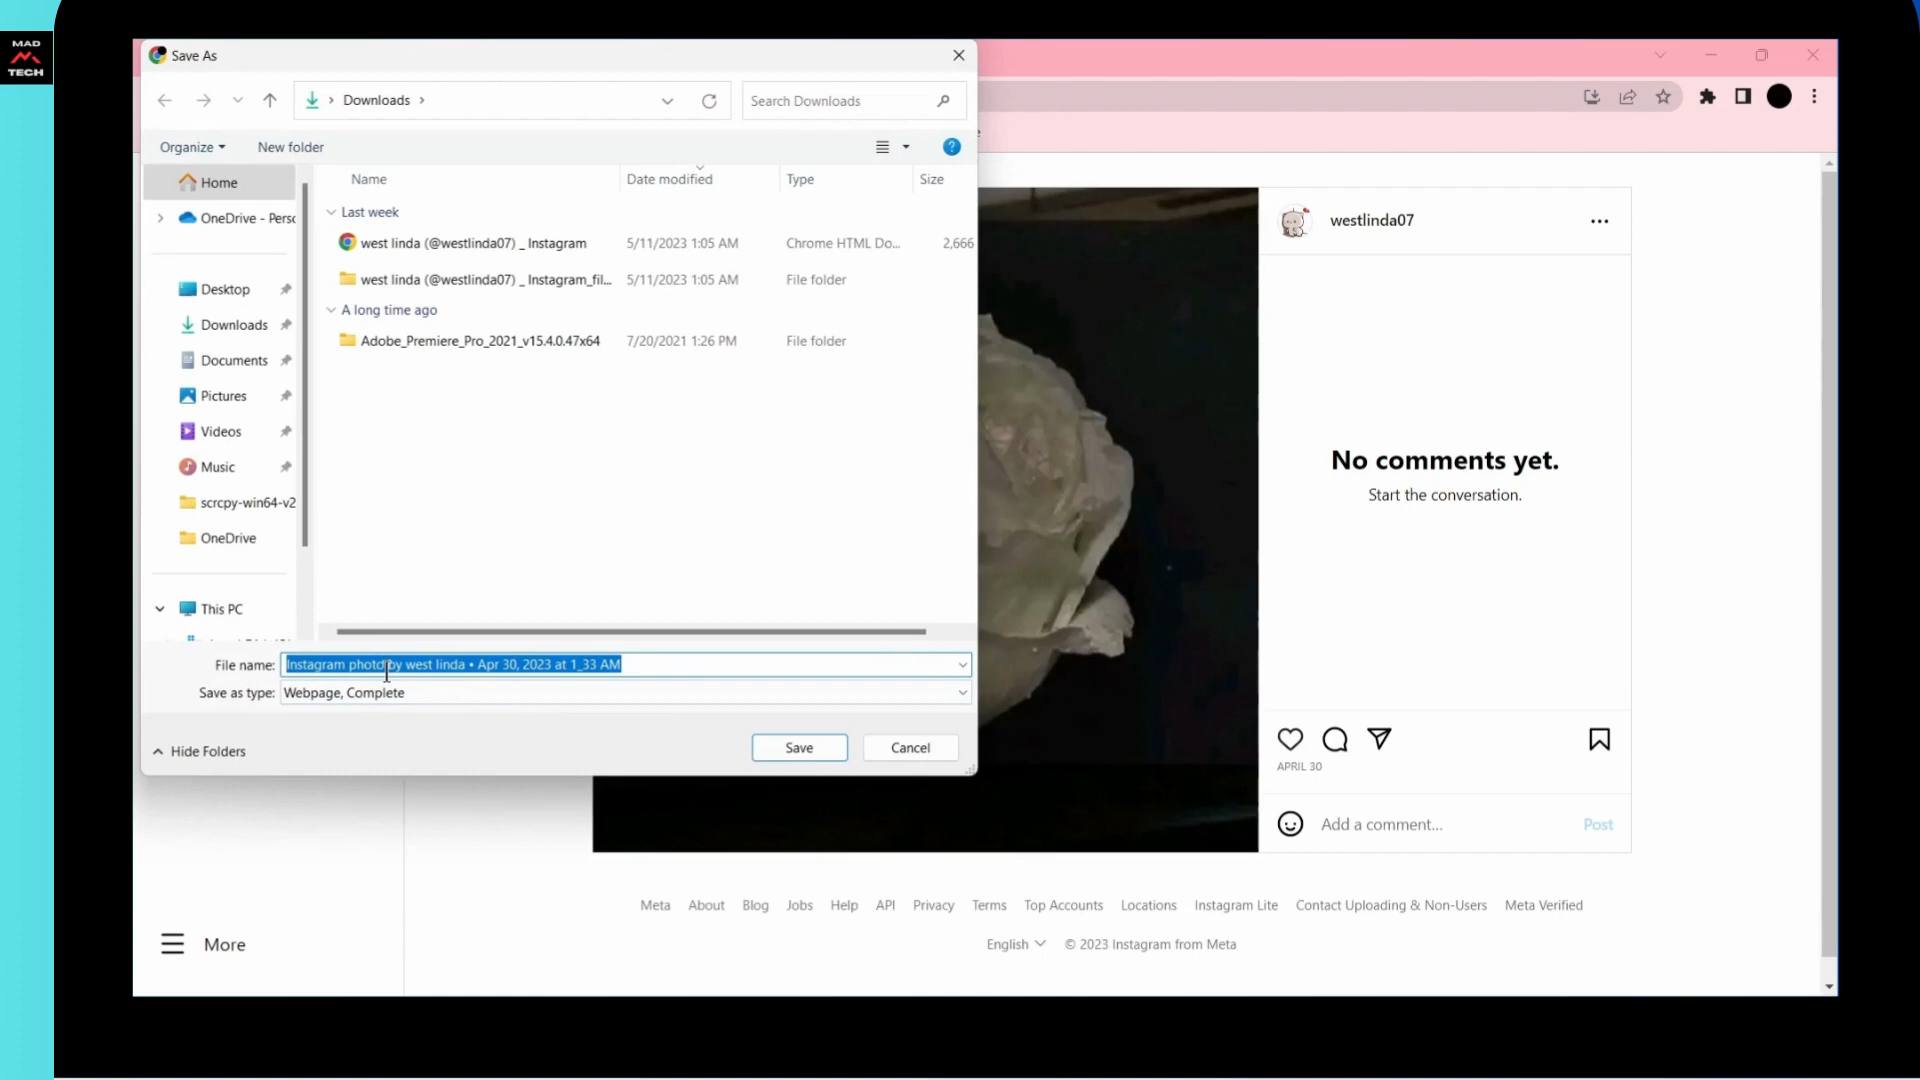 MAD
TECH
Save As
Downloads
Search Downloads
Organize
New folder
?
Name
Date modified
Type
Size
Home
OneDrive - Perso
Desktop
Downloads
Documents
Pictures
Videos
Music
scrcpy-win64-v2
OneDrive
This PC
Last week
west linda (@westlinda07) _ Instagram
5/11/2023 1:05 AM
Chrome HTML Do...
2,666
west linda (@westlinda07) _ Instagram_fil...
5/11/2023 1:05 AM
File folder
A long time ago
Adobe_Premiere_Pro_2021_v15.4.0.47x64
7/20/2021 1:26 PM
File folder
File name:
Instagram photo by west linda • Apr 30, 2023 at 1_33 AM
Save as type:
Webpage, Complete
Hide Folders
Save
Cancel
westlinda07
No comments yet.
Start the conversation.
APRIL 30
Add a comment...
Post
More
Meta About Blog Jobs Help API Privacy Terms Top Accounts Locations Instagram Lite Contact Uploading & Non-Users Meta Verified
English © 2023 Instagram from Meta